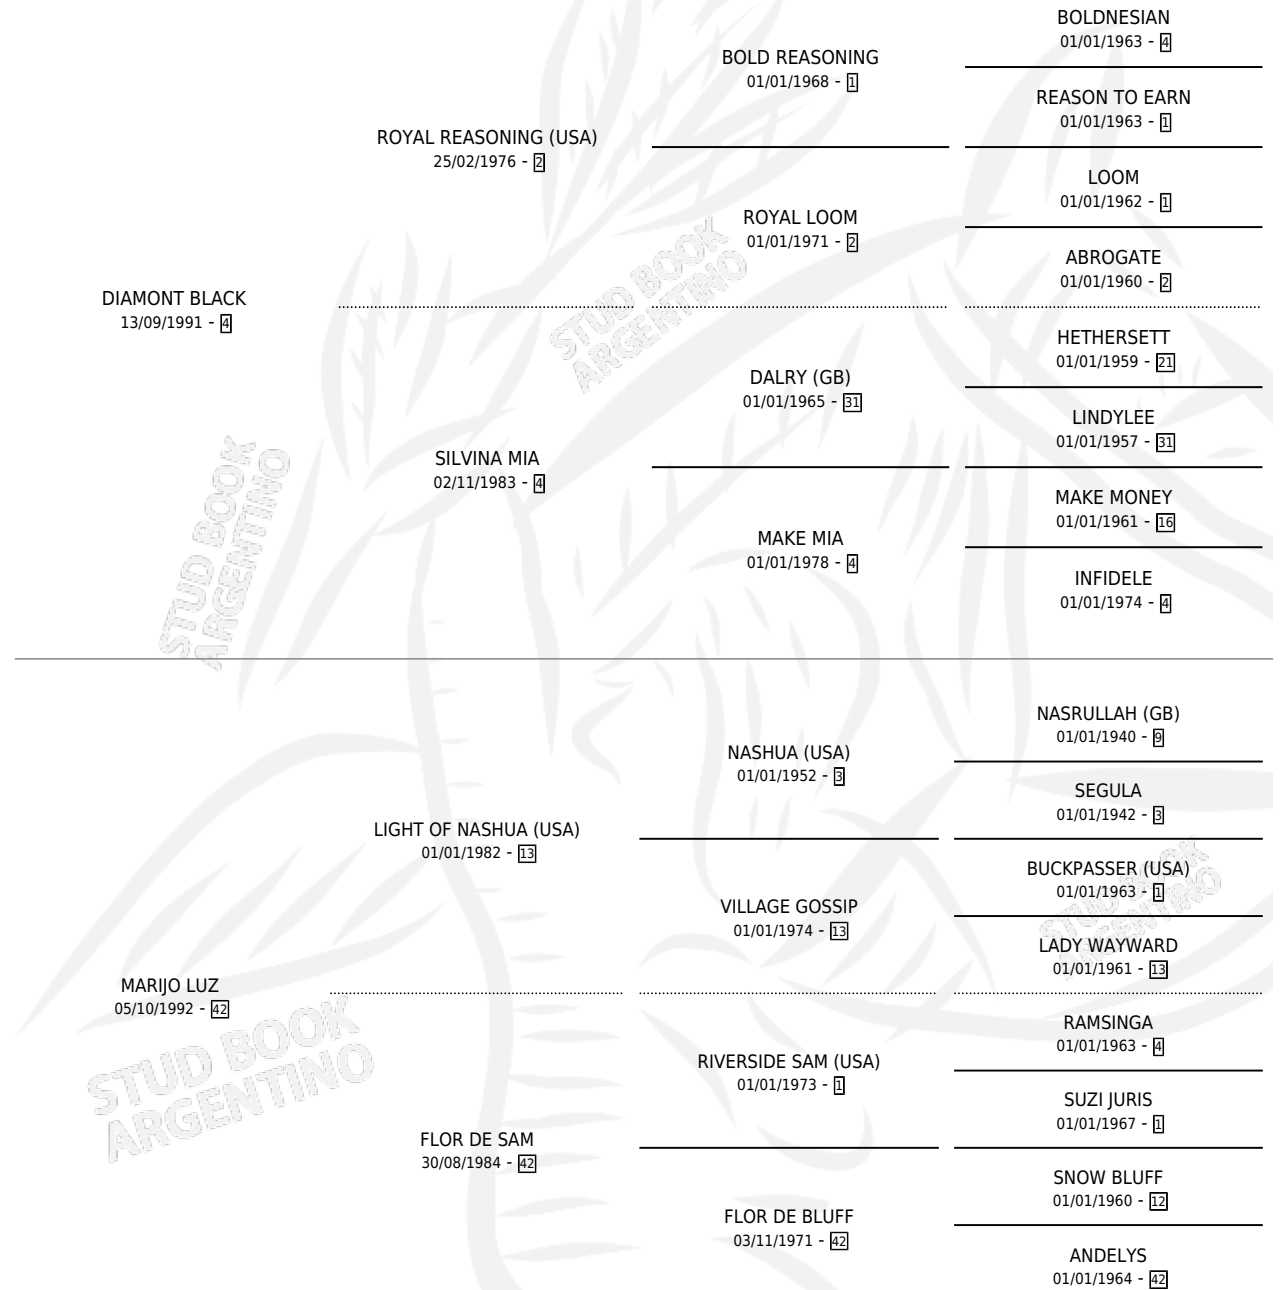 BOLDNESIAN
01/01/1963 - 4
BOLD REASONING
01/01/1968 - 1
REASON TO EARN
01/01/1963 - 1
ROYAL REASONING (USA)
25/02/1976 - 2
LOOM
01/01/1962 - 1
ROYAL LOOM
01/01/1971 - 2
ABROGATE
01/01/1960 - 2
DIAMONT BLACK
13/09/1991 - 4
HETHERSETT
01/01/1959 - 21
DALRY (GB)
01/01/1965 - 31
LINDYLEE
01/01/1957 - 31
SILVINA MIA
02/11/1983 - 4
MAKE MONEY
01/01/1961 - 16
MAKE MIA
01/01/1978 - 4
INFIDELE
01/01/1974 - 4
NASRULLAH (GB)
01/01/1940 - 9
NASHUA (USA)
01/01/1952 - 3
SEGULA
01/01/1942 - 3
LIGHT OF NASHUA (USA)
01/01/1982 - 13
BUCKPASSER (USA)
01/01/1963 - 1
VILLAGE GOSSIP
01/01/1974 - 13
LADY WAYWARD
01/01/1961 - 13
MARIJO LUZ
05/10/1992 - 42
RAMSINGA
01/01/1963 - 4
RIVERSIDE SAM (USA)
01/01/1973 - 1
SUZI JURIS
01/01/1967 - 1
FLOR DE SAM
30/08/1984 - 42
SNOW BLUFF
01/01/1960 - 12
FLOR DE BLUFF
03/11/1971 - 42
ANDELYS
01/01/1964 - 42
STUD BOOK
ARGENTINO
STUD BOOK
ARGENTINO
STUD BOOK
ARGENTINO
STUD BOOK
ARGENTINO